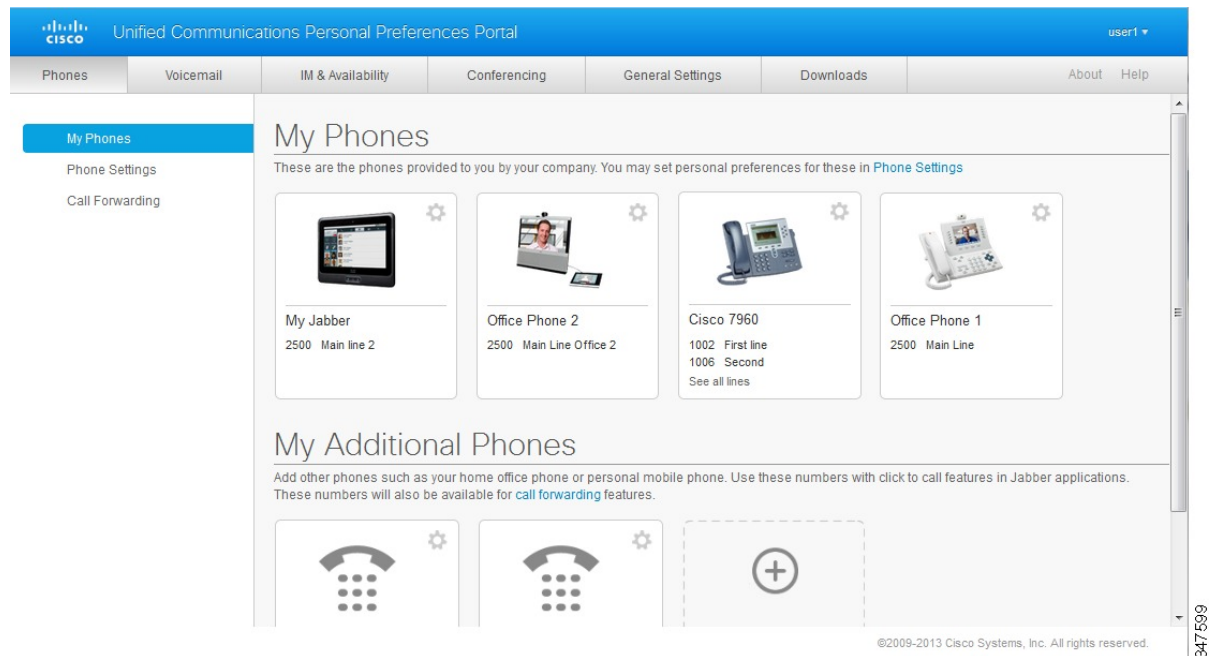 CISCO Unified Communications Personal Preferences Portal user1
Phones Voicemail IM & Availability Conferencing General Settings Downloads About Help
My Phones
Phone Settings
Call Forwarding
My Phones
These are the phones provided to you by your company. You may set personal preferences for these in Phone Settings
My Jabber
2500 Main line 2
Office Phone 2
2500 Main Line Office 2
Cisco 7960
1002 First line
1006 Second
See all lines
Office Phone 1
2500 Main Line
My Additional Phones
Add other phones such as your home office phone or personal mobile phone. Use these numbers with click to call features in Jabber applications.
These numbers will also be available for call forwarding features.
©2009-2013 Cisco Systems, Inc. All rights reserved.
347599